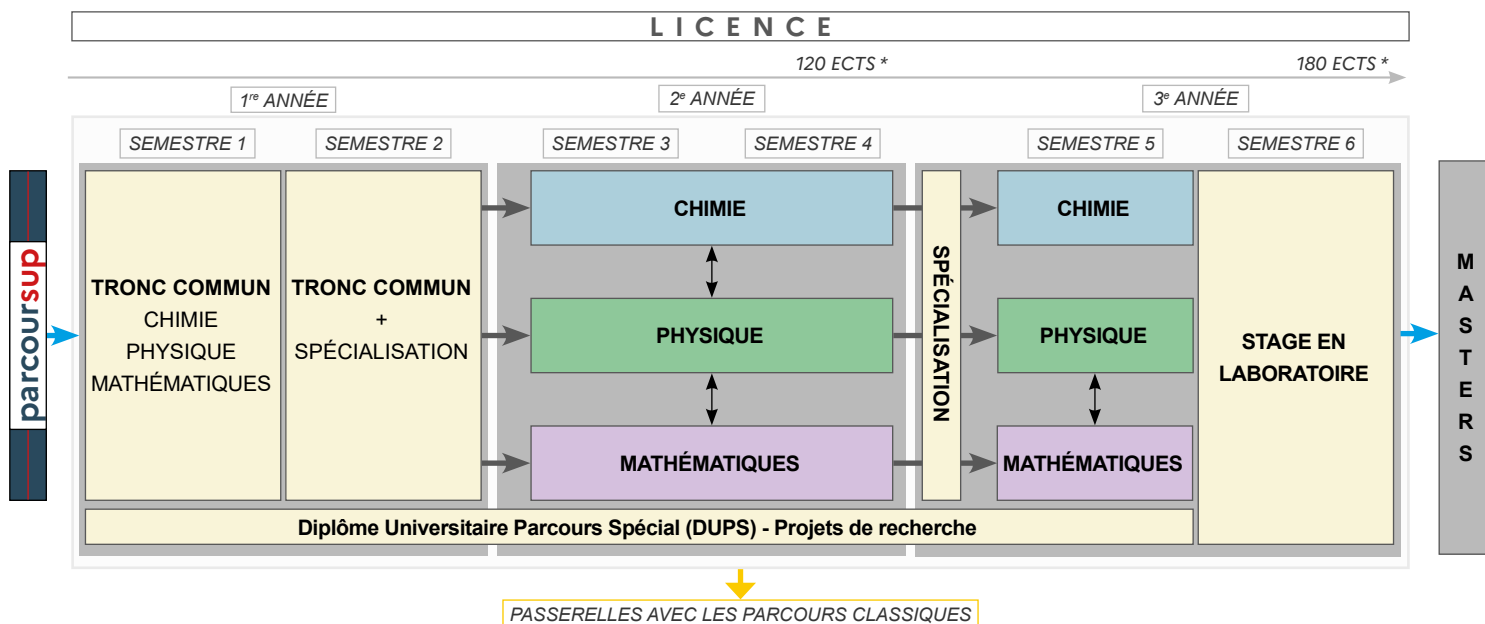 LICENCE
120 ECTS *
180 ECTS *
1re ANNÉE
2e ANNÉE
3e ANNÉE
SEMESTRE 1
SEMESTRE 2
SEMESTRE 3
SEMESTRE 4
SEMESTRE 5
SEMESTRE 6
parcoursup
TRONC COMMUN
CHIMIE
PHYSIQUE
MATHÉMATIQUES
TRONC COMMUN
+
SPÉCIALISATION
CHIMIE
PHYSIQUE
MATHÉMATIQUES
SPÉCIALISATION
CHIMIE
PHYSIQUE
MATHÉMATIQUES
STAGE EN
LABORATOIRE
MASTERS
Diplôme Universitaire Parcours Spécial (DUPS) - Projets de recherche
PASSERELLES AVEC LES PARCOURS CLASSIQUES